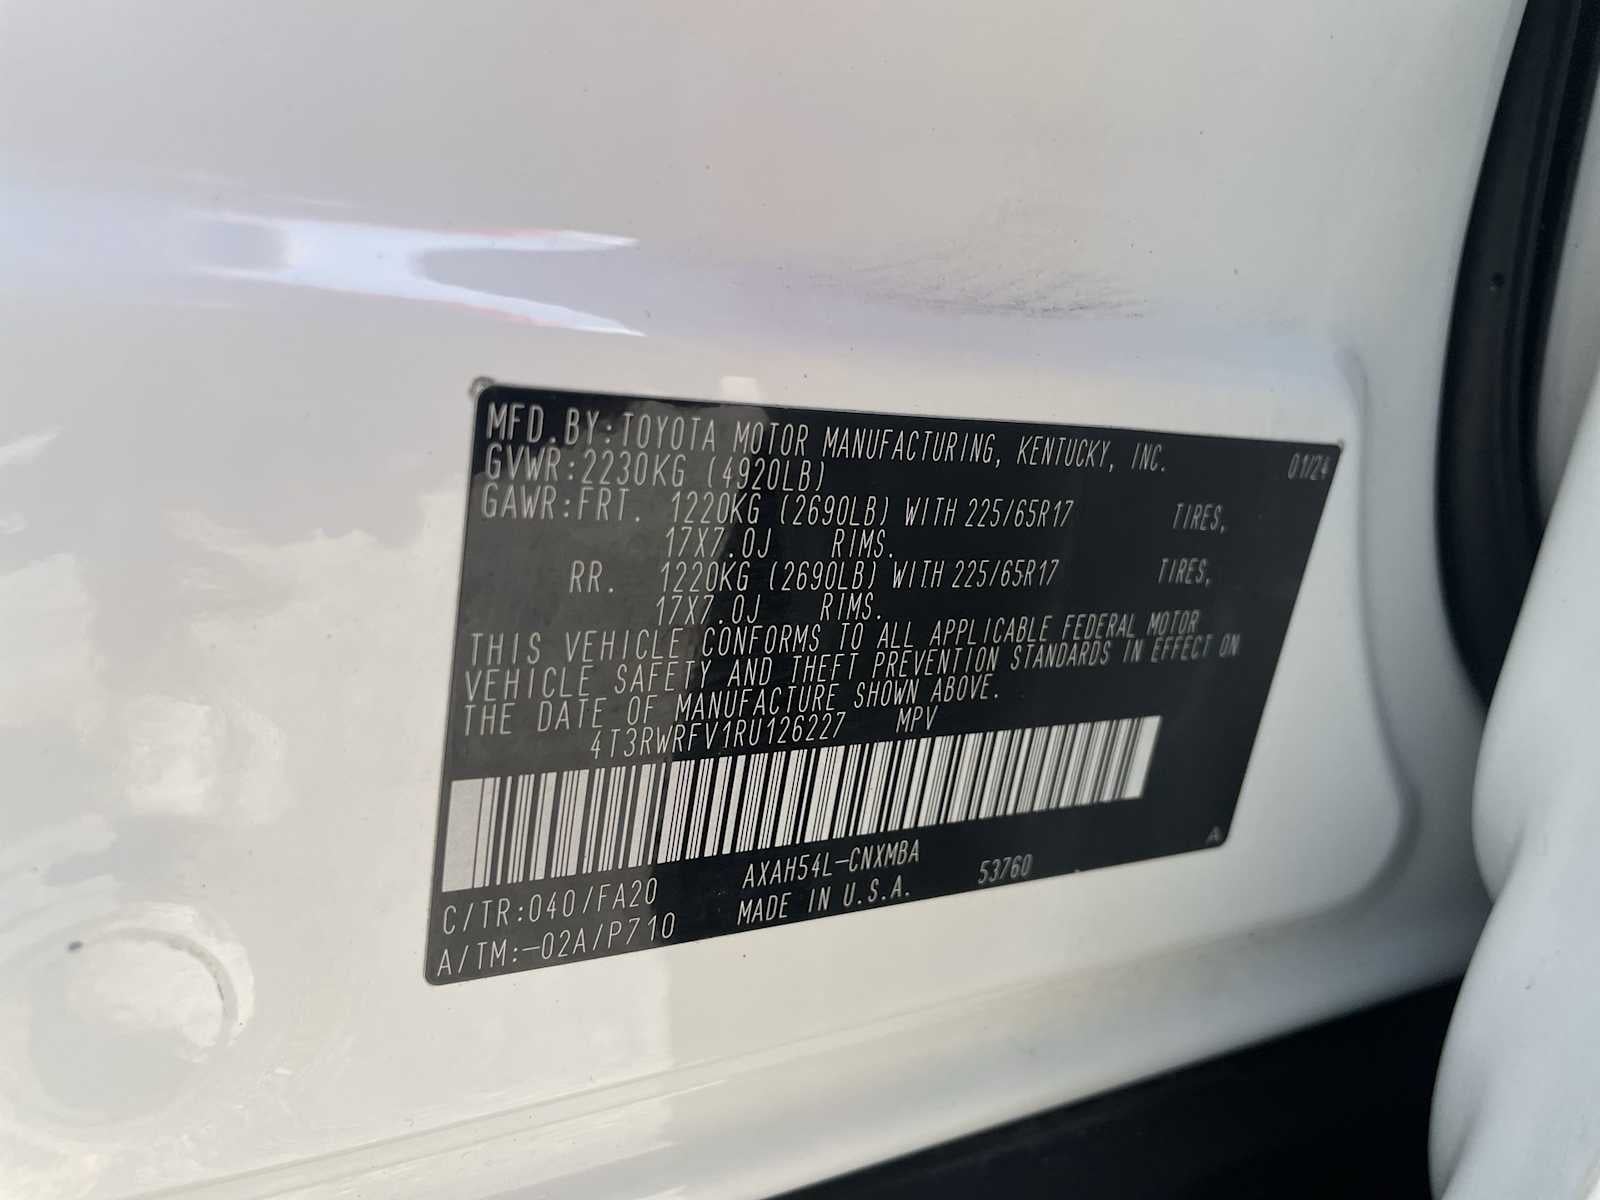 MFD. BY: TOYOTA MOTOR MANUFACTURING, KENTUCKY, INC. 01/24
GVWR: 2230KG (4920LB)
GAWR: FRT. 1220KG (2690LB) WITH 225/65R17 TIRES,
17X7.0J RIMS.
RR. 1220KG (2690LB) WITH 225/65R17 TIRES,
17X7.0J RIMS.
THIS VEHICLE CONFORMS TO ALL APPLICABLE FEDERAL MOTOR
VEHICLE SAFETY AND THEFT PREVENTION STANDARDS IN EFFECT ON
THE DATE OF MANUFACTURE SHOWN ABOVE.
4T3RWRFV1RU126227 MPV
C/TR:040/FA20 AXAH54L-CNXMBA A
A/TM:-02A/P710 MADE IN U.S.A. 53760